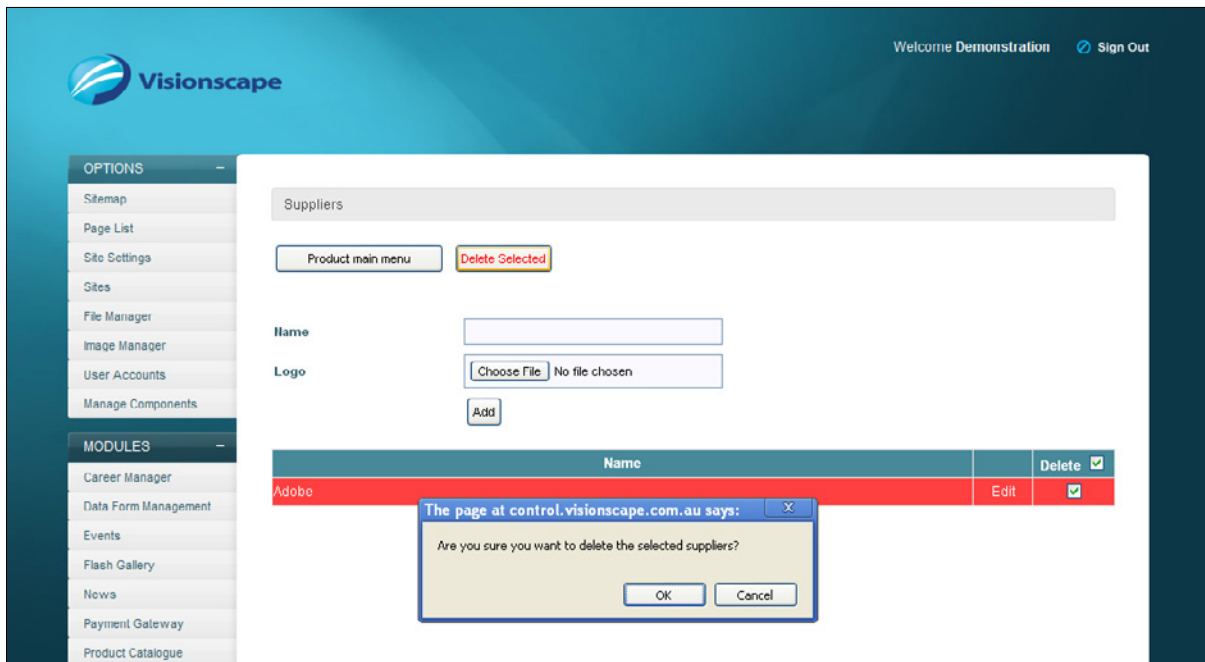 Welcome Demonstration
Sign Out
Visionscape
OPTIONS –
Sitemap
Page List
Site Settings
Sites
File Manager
Image Manager
User Accounts
Manage Components
MODULES –
Career Manager
Data Form Management
Events
Flash Gallery
News
Payment Gateway
Product Catalogue
Suppliers
Product main menu
Delete Selected
Name
Logo
Choose File No file chosen
Add
Name Delete
Adobe Edit
The page at control.visionscape.com.au says:
Are you sure you want to delete the selected suppliers?
OK Cancel